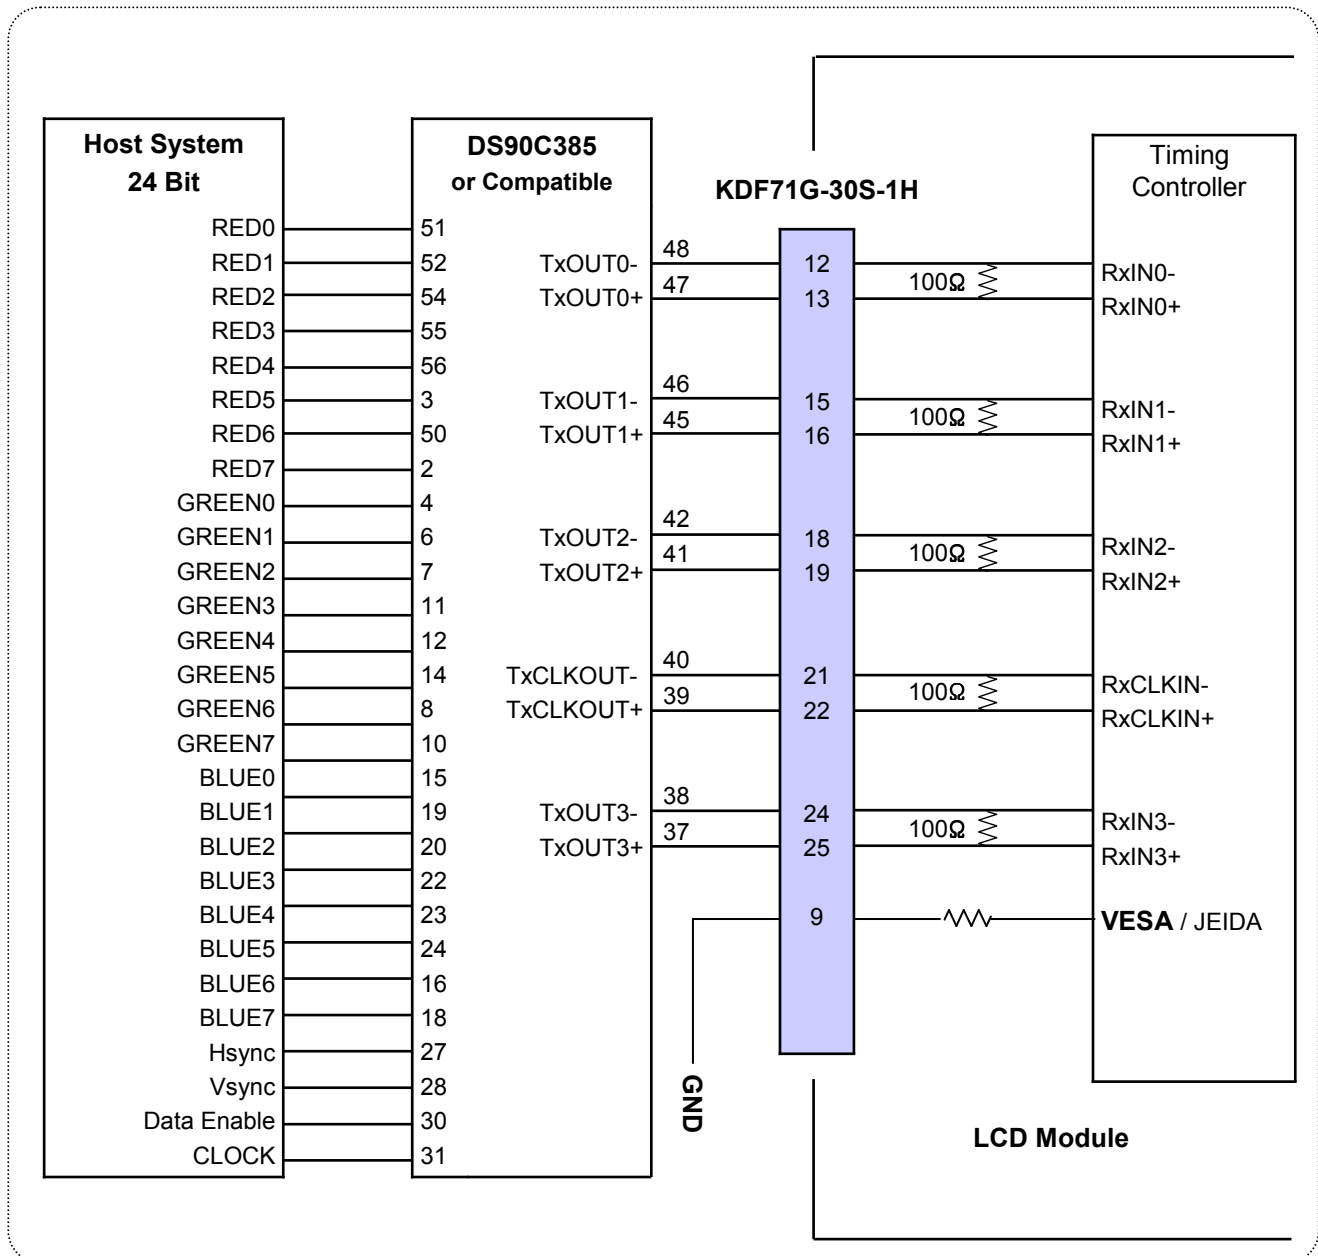 Host System
24 Bit
RED0
RED1
RED2
RED3
RED4
RED5
RED6
RED7
GREEN0
GREEN1
GREEN2
GREEN3
GREEN4
GREEN5
GREEN6
GREEN7
BLUE0
BLUE1
BLUE2
BLUE3
BLUE4
BLUE5
BLUE6
BLUE7
Hsync
Vsync
Data Enable
CLOCK
DS90C385
or Compatible
51
52
54
55
56
3
50
2
4
6
7
11
12
14
8
10
15
19
20
22
23
24
16
18
27
28
30
31
TxOUT0-
TxOUT0+
TxOUT1-
TxOUT1+
TxOUT2-
TxOUT2+
TxCLKOUT-
TxCLKOUT+
TxOUT3-
TxOUT3+
48
47
46
45
42
41
40
39
38
37
GND
KDF71G-30S-1H
12
13
15
16
18
19
21
22
24
25
9
100Ω
100Ω
100Ω
100Ω
100Ω
Timing
Controller
RxIN0-
RxIN0+
RxIN1-
RxIN1+
RxIN2-
RxIN2+
RxCLKIN-
RxCLKIN+
RxIN3-
RxIN3+
VESA / JEIDA
LCD Module